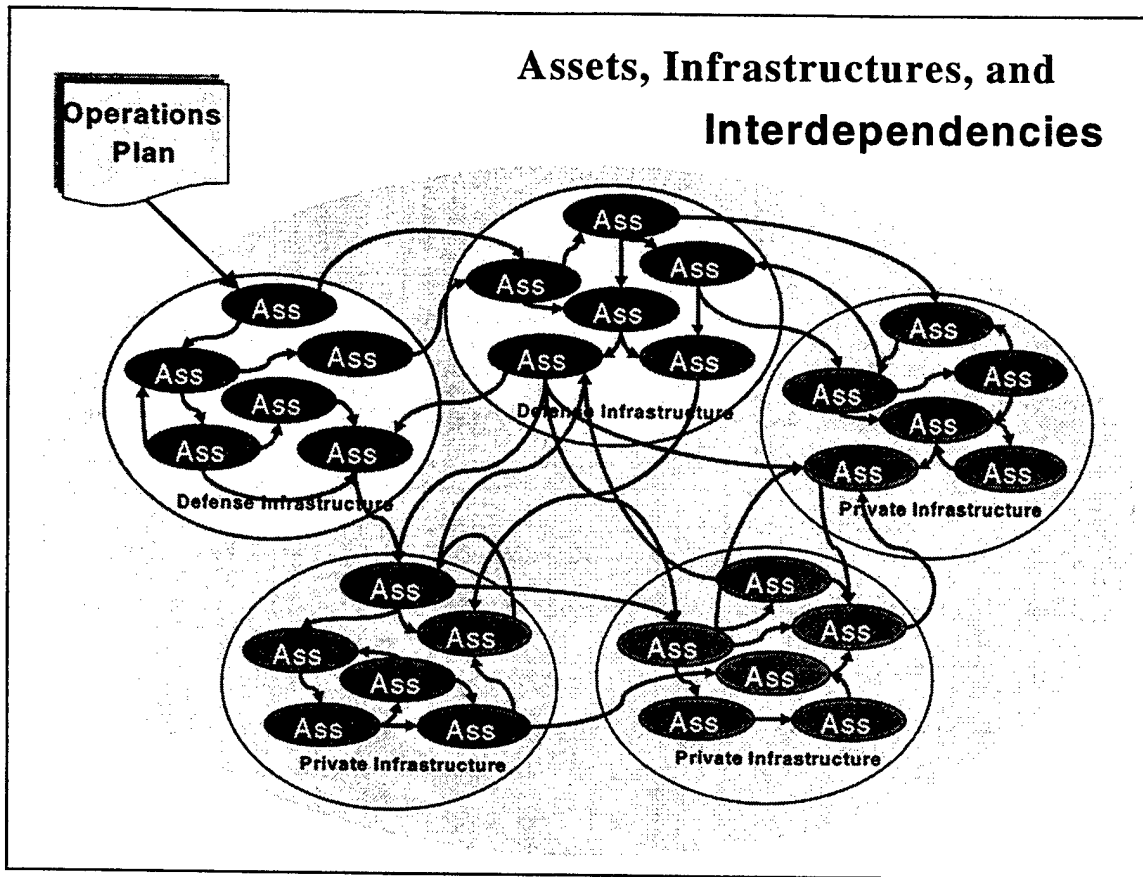 Assets, Infrastructures, and
Interdependencies
Operations
Plan
Ass
Ass
Ass
Ass
Ass
Ass
Defense Infrastructure
Ass
Ass
Ass
Ass
Ass
Ass
Defense Infrastructure
Ass
Ass
Ass
Ass
Ass
Ass
Private Infrastructure
Ass
Ass
Ass
Ass
Ass
Ass
Private Infrastructure
Ass
Ass
Ass
Ass
Ass
Ass
Private Infrastructure